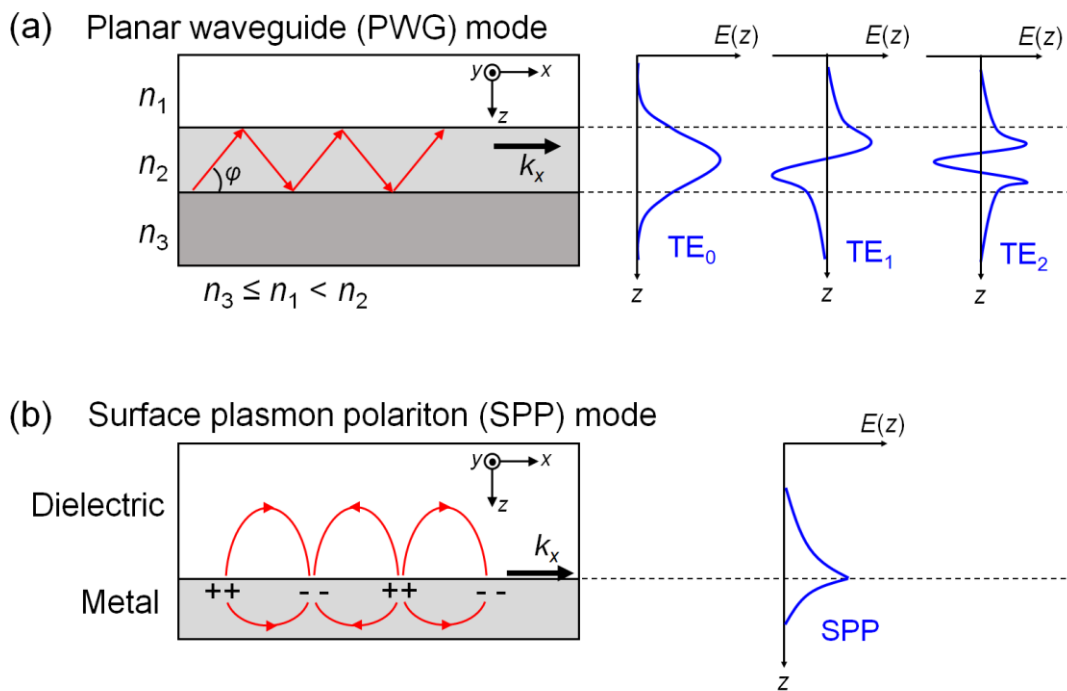 (a) Planar waveguide (PWG) mode
E(z) E(z) E(z)
y x
z
n1
n2
n3
φ
kx
TE0 TE1 TE2
z z z
n3 ≤ n1 < n2
(b) Surface plasmon polariton (SPP) mode
E(z)
y x
z
Dielectric
kx
++ - - ++ - -
Metal
SPP
z